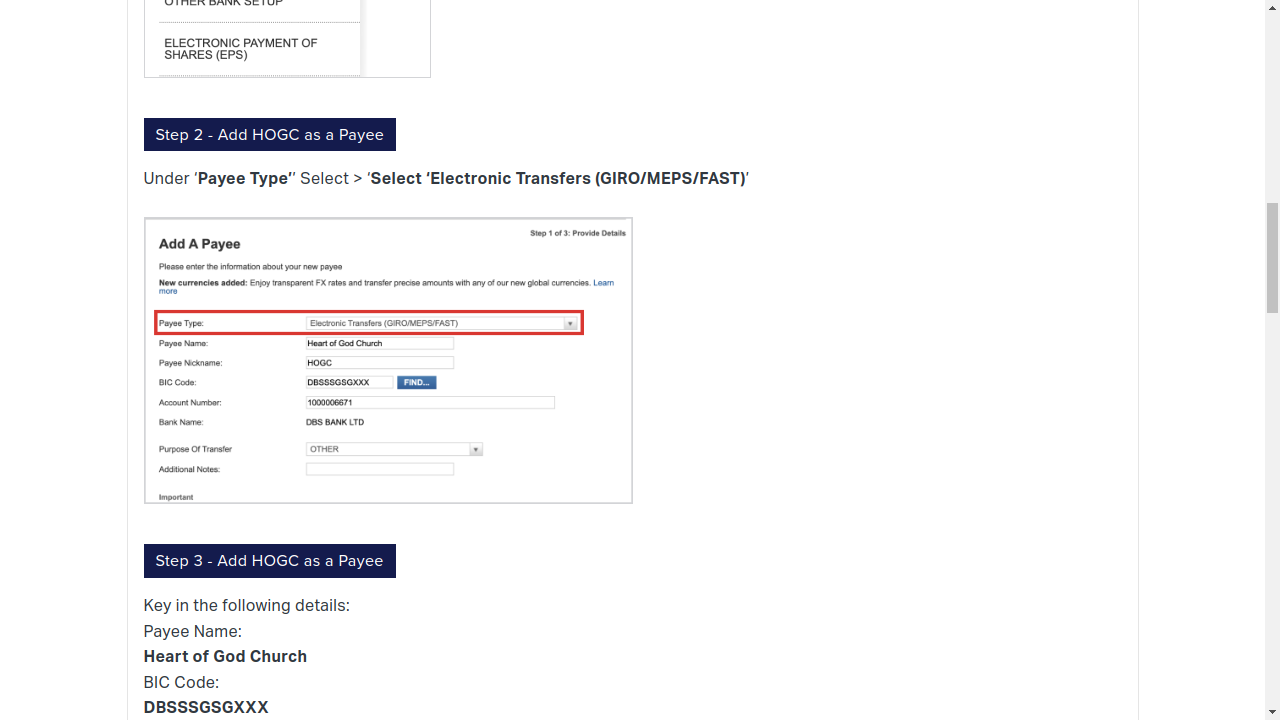 OTHER BANK SETUP
ELECTRONIC PAYMENT OF
SHARES (EPS)
Step 2 - Add HOGC as a Payee
Under ‘Payee Type’’ Select > ‘Select ‘Electronic Transfers (GIRO/MEPS/FAST)’
Step 1 of 3: Provide Details
Add A Payee
Please enter the information about your new payee
New currencies added: Enjoy transparent FX rates and transfer precise amounts with any of our new global currencies. Learn
more
Payee Type: Electronic Transfers (GIRO/MEPS/FAST)
Payee Name: Heart of God Church
Payee Nickname: HOGC
BIC Code: DBSSSGSGXXX FIND...
Account Number: 1000006671
Bank Name: DBS BANK LTD
Purpose Of Transfer OTHER
Additional Notes:
Important
Step 3 - Add HOGC as a Payee
Key in the following details:
Payee Name:
Heart of God Church
BIC Code:
DBSSSGSGXXX